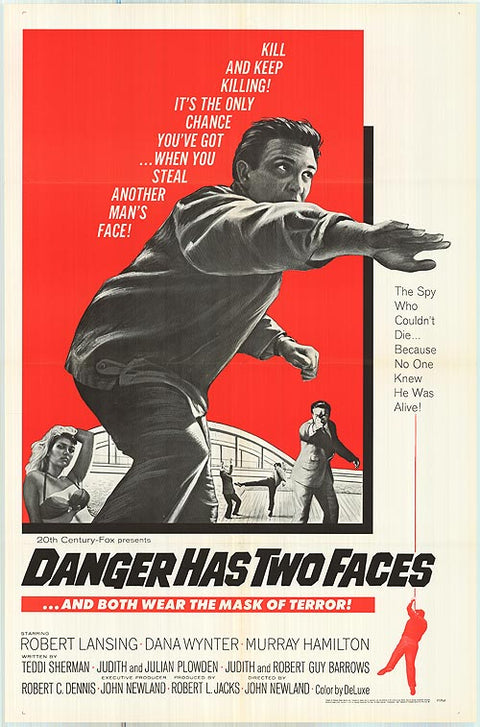 KILL
AND KEEP
KILLING!
IT'S THE ONLY
CHANCE
YOU'VE GOT
...WHEN YOU
STEAL
ANOTHER
MAN'S
FACE!
The Spy
Who
Couldn't
Die...
Because
No One
Knew
He Was
Alive!
20th Century-Fox presents
DANGER HAS TWO FACES
...AND BOTH WEAR THE MASK OF TERROR!
STARRING
ROBERT LANSING · DANA WYNTER · MURRAY HAMILTON
WRITTEN BY
TEDDI SHERMAN · JUDITH and JULIAN PLOWDEN · JUDITH and ROBERT GUY BARROWS
EXECUTIVE PRODUCER PRODUCED BY DIRECTED BY
ROBERT C. DENNIS · JOHN NEWLAND · ROBERT L. JACKS · JOHN NEWLAND · Color by DeLuxe